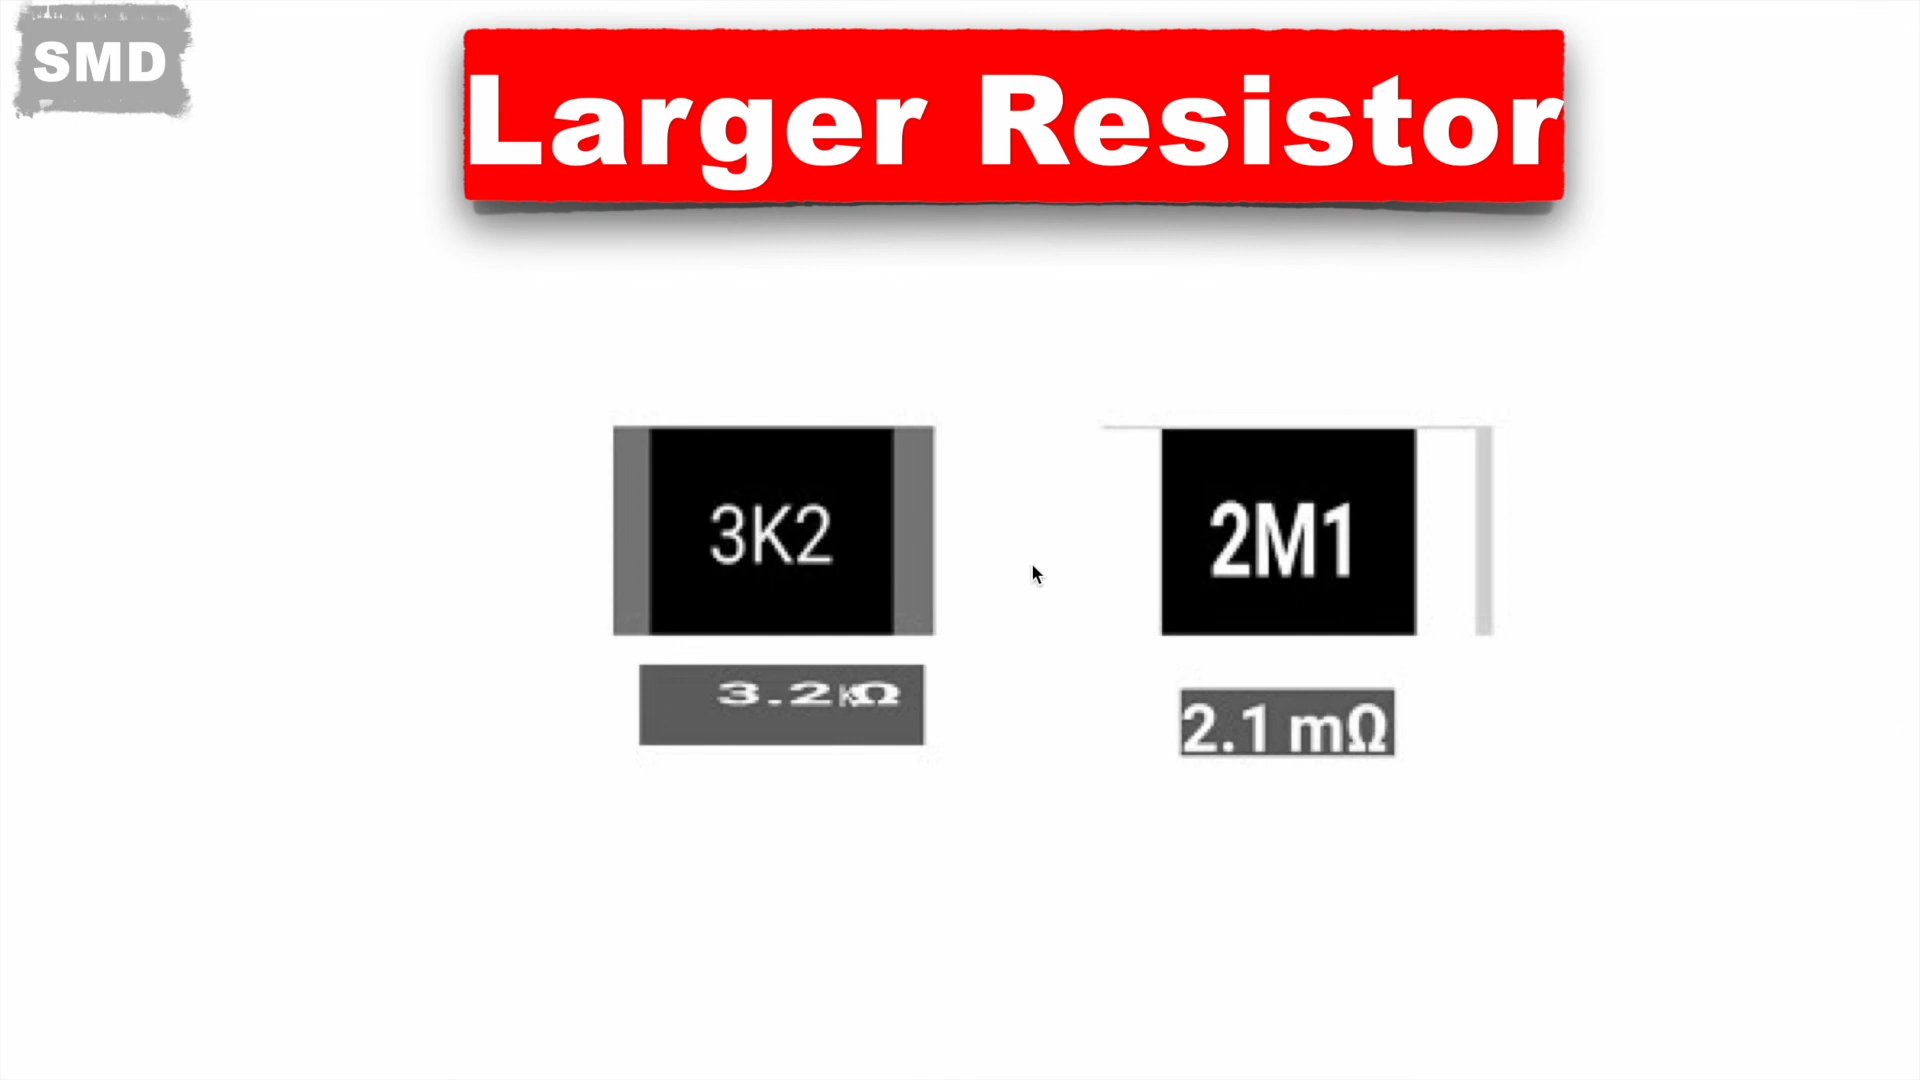 SMD
Larger Resistor
3K2
2M1
3.2KΩ
2.1 mΩ